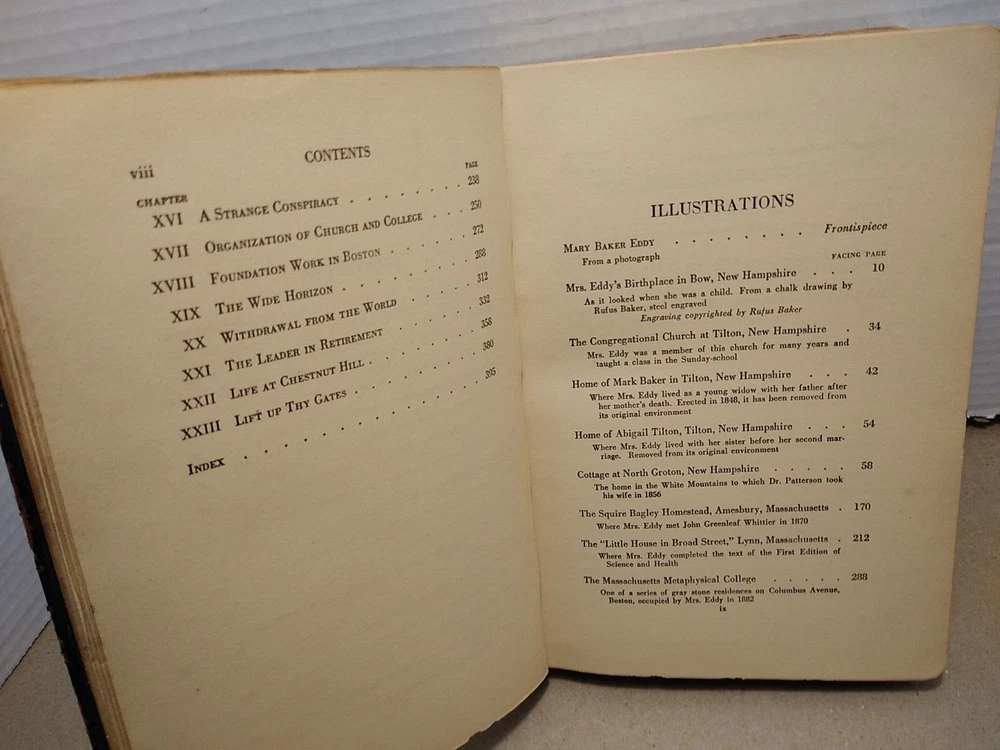 viii
CONTENTS
CHAPTER
PAGE
XVI A STRANGE CONSPIRACY . . . . . . . 238
XVII ORGANIZATION OF CHURCH AND COLLEGE . . . 250
XVIII FOUNDATION WORK IN BOSTON . . . . . 272
XIX THE WIDE HORIZON . . . . . . . 288
XX WITHDRAWAL FROM THE WORLD . . . . . 312
XXI THE LEADER IN RETIREMENT . . . . . 332
XXII LIFE AT CHESTNUT HILL . . . . . . 358
XXIII LIFT UP THY GATES . . . . . . . 380
INDEX . . . . . . . . . . . 395
ILLUSTRATIONS
MARY BAKER EDDY . . . . . . . . Frontispiece
From a photograph
FACING PAGE
Mrs. Eddy's Birthplace in Bow, New Hampshire . . . 10
As it looked when she was a child. From a chalk drawing by
Rufus Baker, steel engraved
Engraving copyrighted by Rufus Baker
The Congregational Church at Tilton, New Hampshire . 34
Mrs. Eddy was a member of this church for many years and
taught a class in the Sunday-school
Home of Mark Baker in Tilton, New Hampshire . . . 42
Where Mrs. Eddy lived as a young widow with her father after
her mother's death. Erected in 1848, it has been removed from
its original environment
Home of Abigail Tilton, Tilton, New Hampshire . . . 54
Where Mrs. Eddy lived with her sister before her second mar-
riage. Removed from its original environment
Cottage at North Groton, New Hampshire . . . . . 58
The home in the White Mountains to which Dr. Patterson took
his wife in 1856
The Squire Bagley Homestead, Amesbury, Massachusetts . 170
Where Mrs. Eddy met John Greenleaf Whittier in 1870
The "Little House in Broad Street," Lynn, Massachusetts . 212
Where Mrs. Eddy completed the text of the First Edition of
Science and Health
The Massachusetts Metaphysical College . . . . . 288
One of a series of gray stone residences on Columbus Avenue,
Boston, occupied by Mrs. Eddy in 1882
ix